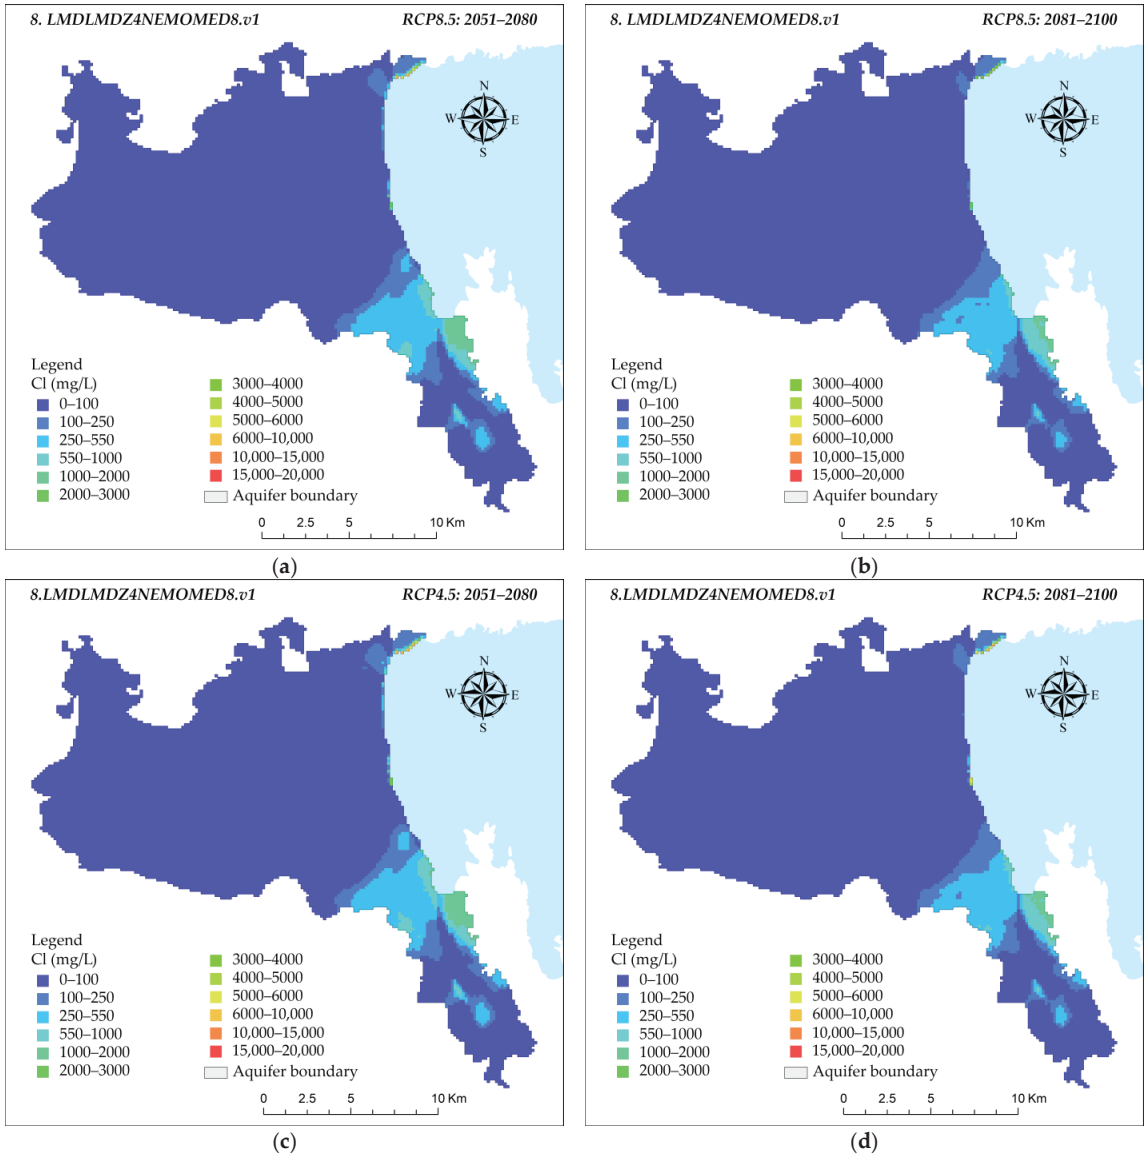 8. LMDLMDZ4NEMOMED8.v1 RCP8.5: 2051–2080
N
W E
S
Legend
Cl (mg/L)
0–100
100–250
250–550
550–1000
1000–2000
2000–3000
3000–4000
4000–5000
5000–6000
6000–10,000
10,000–15,000
15,000–20,000
Aquifer boundary
0 2.5 5 10 Km
(a)
8. LMDLMDZ4NEMOMED8.v1 RCP8.5: 2081–2100
N
W E
S
Legend
Cl (mg/L)
0–100
100–250
250–550
550–1000
1000–2000
2000–3000
3000–4000
4000–5000
5000–6000
6000–10,000
10,000–15,000
15,000–20,000
Aquifer boundary
0 2.5 5 10 Km
(b)
8.LMDLMDZ4NEMOMED8.v1 RCP4.5: 2051–2080
N
W E
S
Legend
Cl (mg/L)
0–100
100–250
250–550
550–1000
1000–2000
2000–3000
3000–4000
4000–5000
5000–6000
6000–10,000
10,000–15,000
15,000–20,000
Aquifer boundary
0 2.5 5 10 Km
(c)
8.LMDLMDZ4NEMOMED8.v1 RCP4.5: 2081–2100
N
W E
S
Legend
Cl (mg/L)
0–100
100–250
250–550
550–1000
1000–2000
2000–3000
3000–4000
4000–5000
5000–6000
6000–10,000
10,000–15,000
15,000–20,000
Aquifer boundary
0 2.5 5 10 Km
(d)